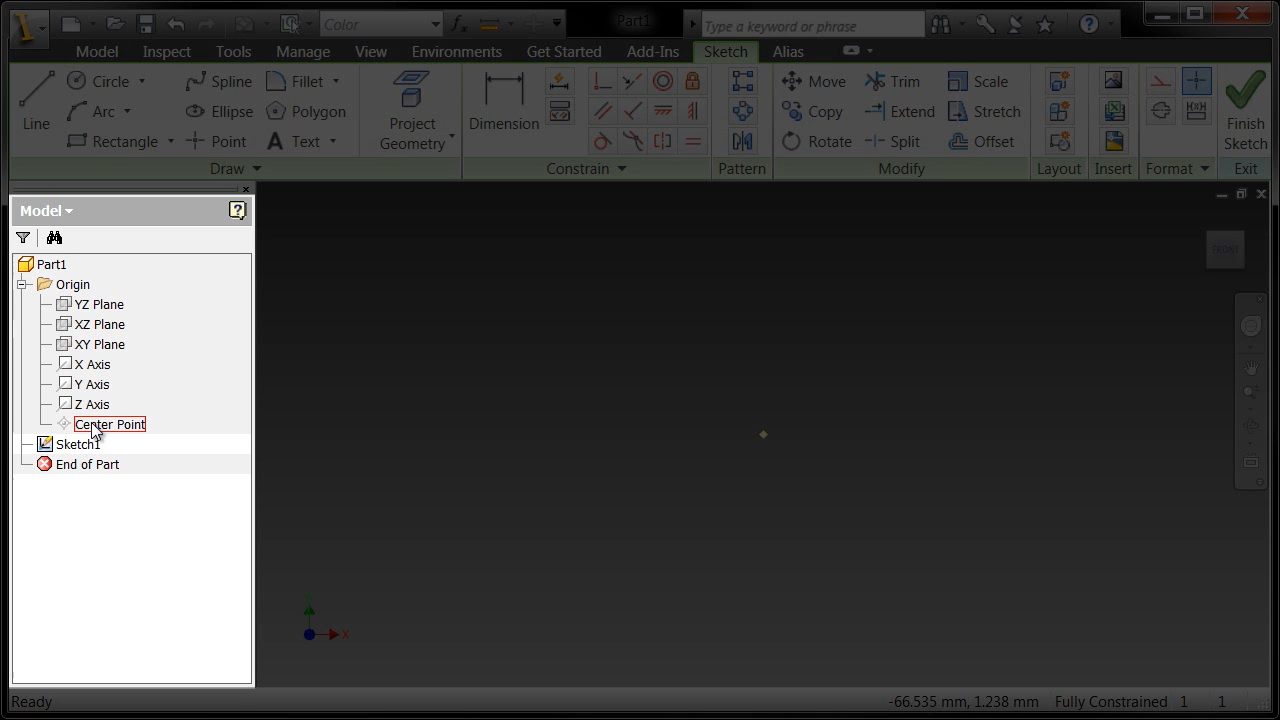 Color
Part1
Type a keyword or phrase
Model Inspect Tools Manage View Environments Get Started Add-Ins Sketch Alias
Line
Circle
Arc
Rectangle
Spline
Ellipse
Point
Fillet
Polygon
Text
Project
Geometry
Dimension
Move
Copy
Rotate
Trim
Extend
Split
Scale
Stretch
Offset
Finish
Sketch
Draw Constrain Pattern Modify Layout Insert Format Exit
Model
Part1
Origin
YZ Plane
XZ Plane
XY Plane
X Axis
Y Axis
Z Axis
Center Point
Sketch1
End of Part
FRONT
X
Ready
-66.535 mm, 1.238 mm Fully Constrained 1 1